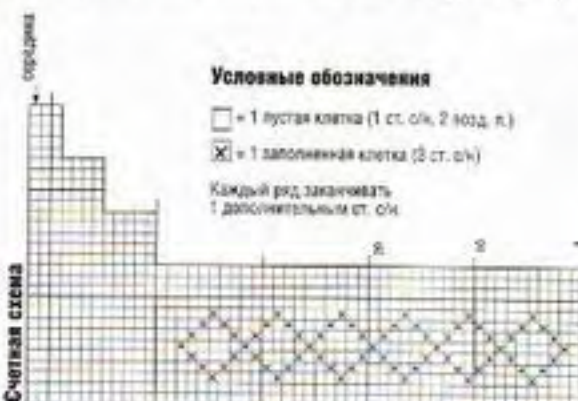 середина
Условные обозначения
= 1 пустая клетка (1 ст. с/н, 2 возд. п.)
= 1 заполненная клетка (3 ст. с/н)
Каждый ряд заканчивать
1 дополнительным ст. с/н
Счетная схема